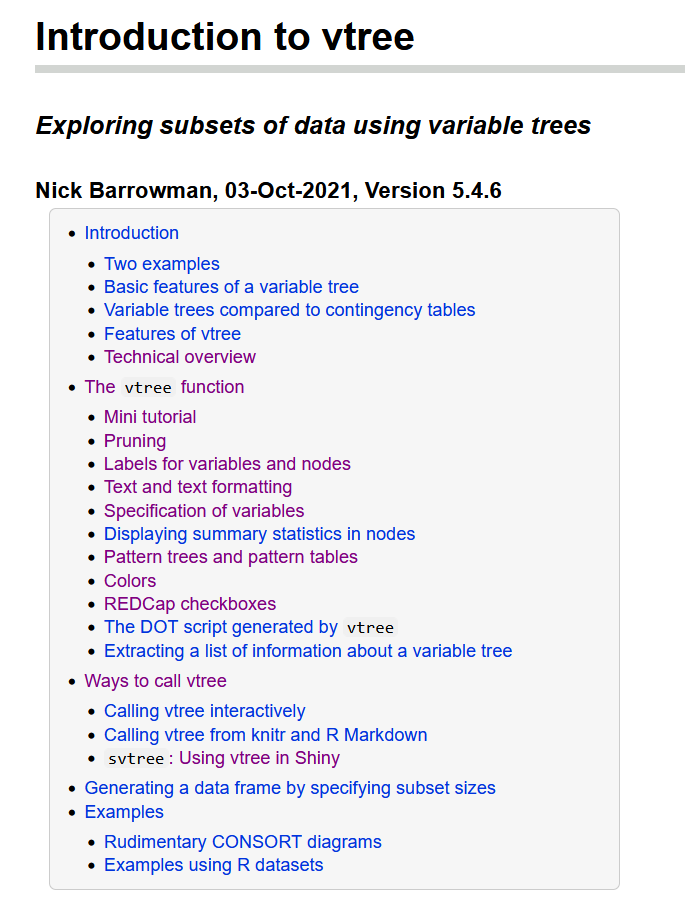 Introduction to vtree
Exploring subsets of data using variable trees
Nick Barrowman, 03-Oct-2021, Version 5.4.6
Introduction
Two examples
Basic features of a variable tree
Variable trees compared to contingency tables
Features of vtree
Technical overview
The vtree function
Mini tutorial
Pruning
Labels for variables and nodes
Text and text formatting
Specification of variables
Displaying summary statistics in nodes
Pattern trees and pattern tables
Colors
REDCap checkboxes
The DOT script generated by vtree
Extracting a list of information about a variable tree
Ways to call vtree
Calling vtree interactively
Calling vtree from knitr and R Markdown
svtree: Using vtree in Shiny
Generating a data frame by specifying subset sizes
Examples
Rudimentary CONSORT diagrams
Examples using R datasets